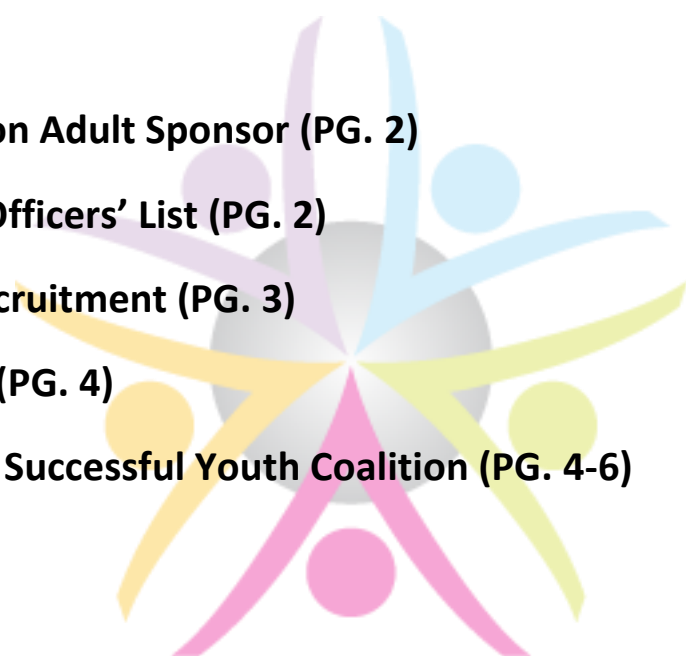 on Adult Sponsor (PG. 2)
Officers’ List (PG. 2)
cruitment (PG. 3)
(PG. 4)
Successful Youth Coalition (PG. 4-6)